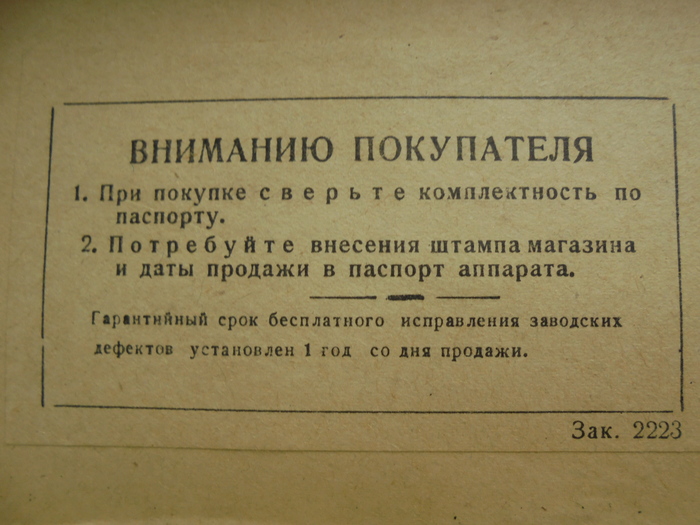 ВНИМАНИЮ ПОКУПАТЕЛЯ
1. При покупке сверьте комплектность по
паспорту.
2. Потребуйте внесения штампа магазина
и даты продажи в паспорт аппарата.
Гарантийный срок бесплатного исправления заводских
дефектов установлен 1 год со дня продажи.
Зак. 2223